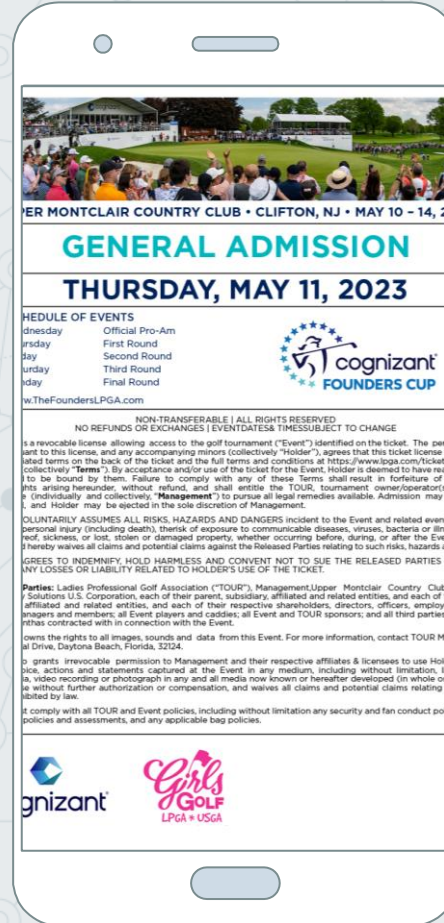 PER MONTCLAIR COUNTRY CLUB • CLIFTON, NJ • MAY 10 – 14, 2
GENERAL ADMISSION
THURSDAY, MAY 11, 2023
HEDULE OF EVENTS
dnesday Official Pro-Am
rsday First Round
day Second Round
urday Third Round
nday Final Round
w.TheFoundersLPGA.com
cognizant
FOUNDERS CUP
NON-TRANSFERABLE | ALL RIGHTS RESERVED
NO REFUNDS OR EXCHANGES | EVENTDATES& TIMESSUBJECT TO CHANGE
s a revocable license allowing access to the golf tournament ("Event") identified on the ticket. The per
uant to this license, and any accompanying minors (collectively "Holder"), agrees that this ticket license
iated terms on the back of the ticket and the full terms and conditions at https://www.lpga.com/ticket
collectively "Terms"). By acceptance and/or use of the ticket for the Event, Holder is deemed to have rea
to be bound by them. Failure to comply with any of these Terms shall result in forfeiture of
hts arising hereunder, without refund, and shall entitle the TOUR, tournament owner/operator(
e (individually and collectively, "Management") to pursue all legal remedies available. Admission may
l, and Holder may be ejected in the sole discretion of Management.
OLUNTARILY ASSUMES ALL RISKS, HAZARDS AND DANGERS incident to the Event and related even
personal injury (including death), therisk of exposure to communicable diseases, viruses, bacteria or illn
reof, sickness, or lost, stolen or damaged property, whether occurring before, during, or after the Eve
d hereby waives all claims and potential claims against the Released Parties relating to such risks, hazards a
AGREES TO INDEMNIFY, HOLD HARMLESS AND CONVENT NOT TO SUE THE RELEASED PARTIES
NY LOSSES OR LIABILITY RELATED TO HOLDER'S USE OF THE TICKET.
Parties: Ladies Professional Golf Association ("TOUR"), Management,Upper Montclair Country Club
y Solutions U.S. Corporation, each of their parent, subsidiary, affiliated and related entities, and each of
affiliated and related entities, and each of their respective shareholders, directors, officers, employ
anagers and members; all Event players and caddies; all Event and TOUR sponsors; and all third parties
nthas contracted with in connection with the Event.
owns the rights to all images, sounds and data from this Event. For more information, contact TOUR M
al Drive, Daytona Beach, Florida, 32124.
grants irrevocable permission to Management and their respective affiliates & licensees to use Hol
oice, actions and statements captured at the Event in any medium, including without limitation, l
a, video recording or photograph in any and all media now known or hereafter developed (in whole o
e without further authorization or compensation, and waives all claims and potential claims relating
ibited by law.
t comply with all TOUR and Event policies, including without limitation any security and fan conduct po
policies and assessments, and any applicable bag policies.
gnizant
Girls
GOLF
LPGA * USGA